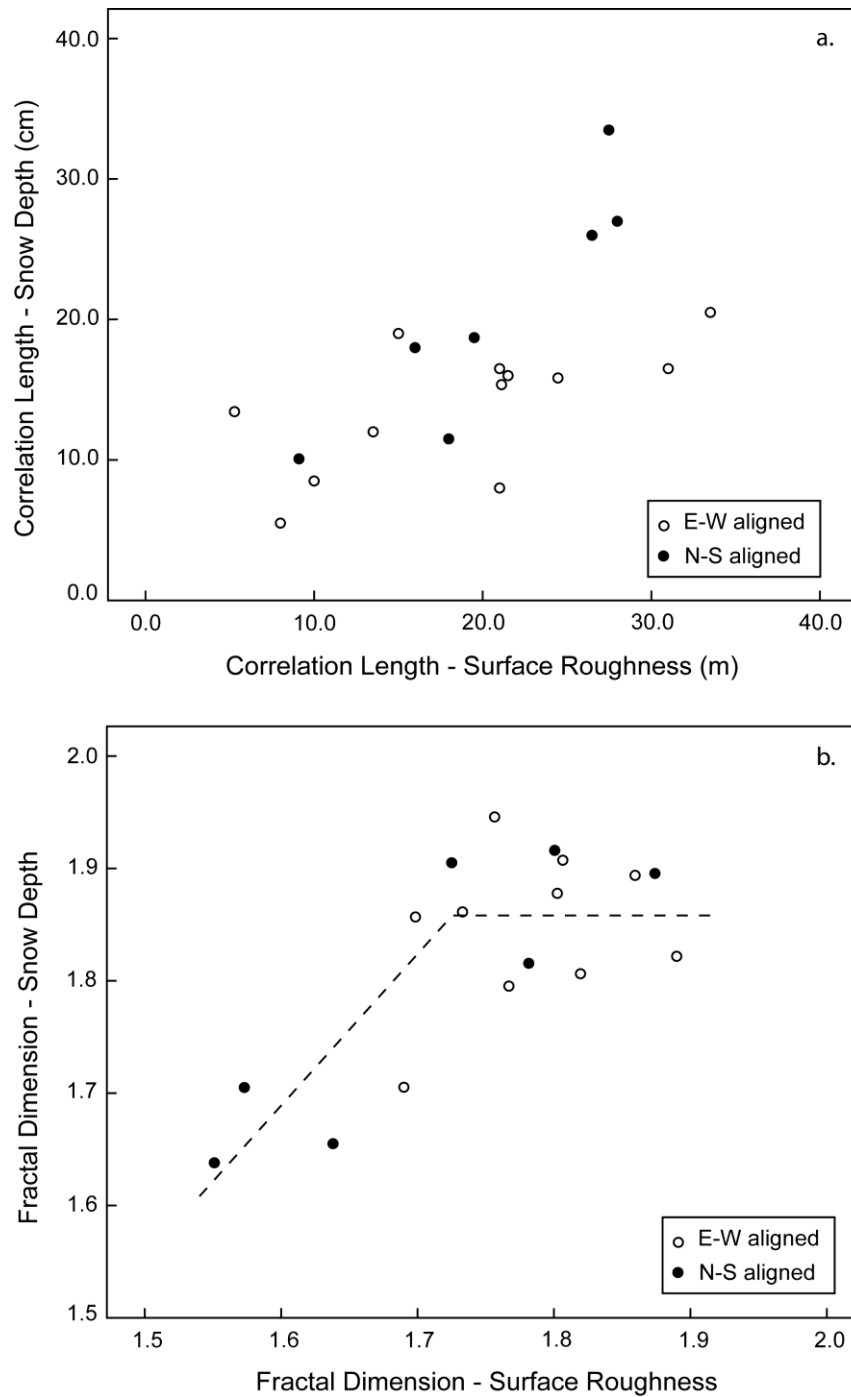 a.
40.0
30.0
20.0
10.0
0.0
Correlation Length - Snow Depth (cm)
E-W aligned
N-S aligned
0.0 10.0 20.0 30.0 40.0
Correlation Length - Surface Roughness (m)
b.
2.0
1.9
1.8
1.7
1.6
1.5
Fractal Dimension - Snow Depth
E-W aligned
N-S aligned
1.5 1.6 1.7 1.8 1.9 2.0
Fractal Dimension - Surface Roughness